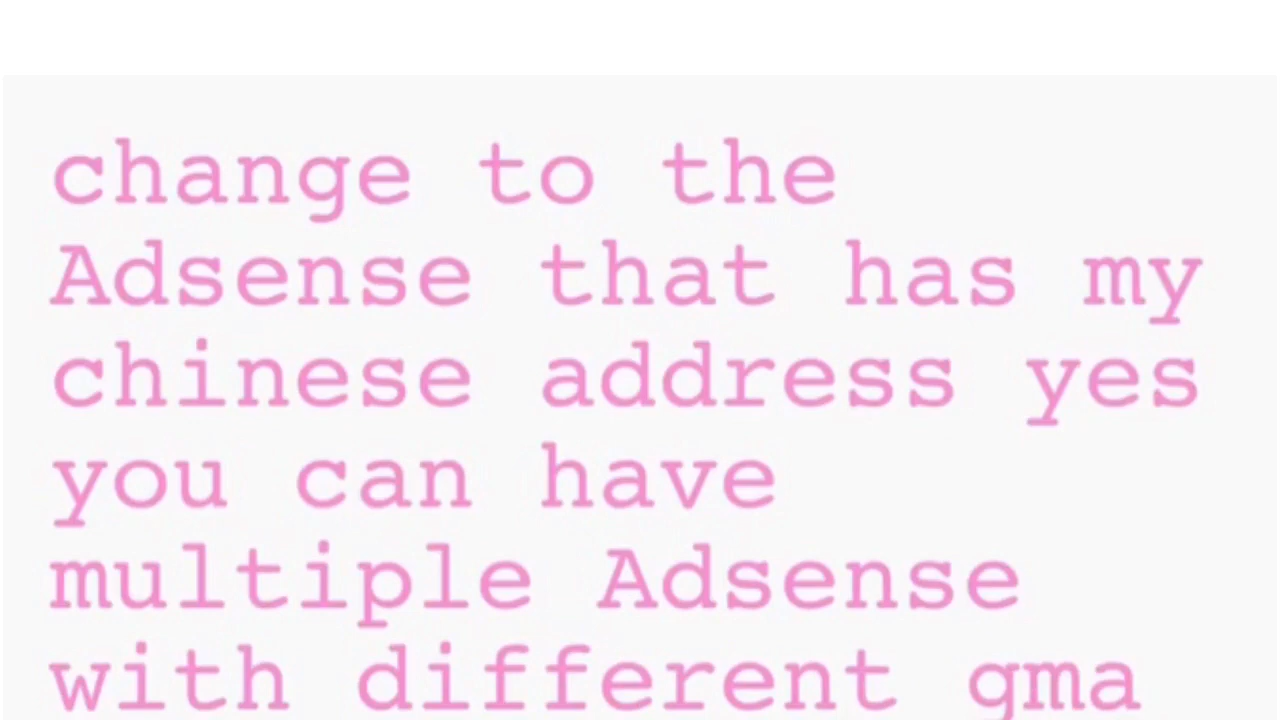 change to the
Adsense that has my
chinese address yes
you can have
multiple Adsense
with different gma